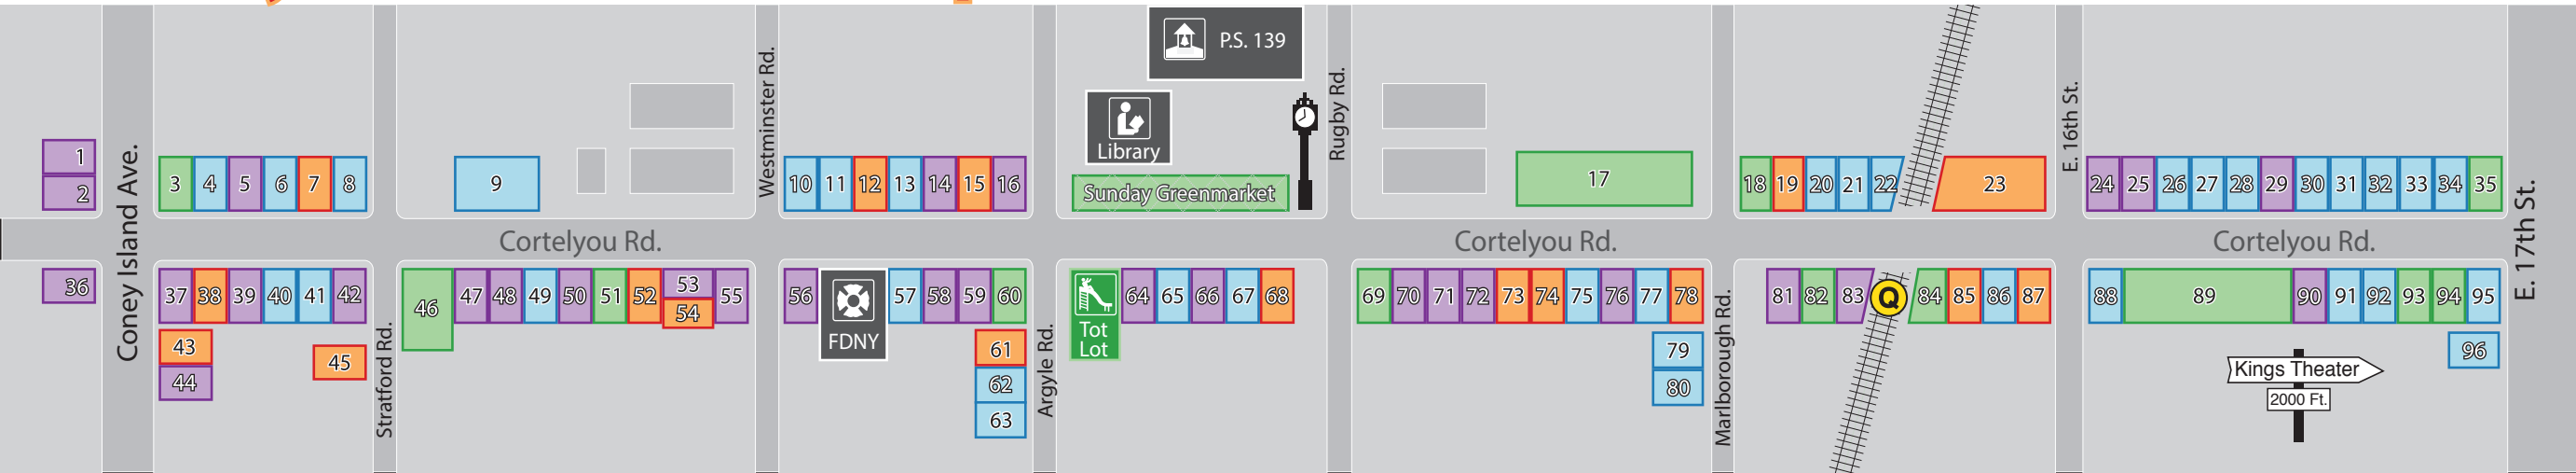 P.S. 139
Library
Sunday Greenmarket
Coney Island Ave.
Westminster Rd.
Rugby Rd.
E. 16th St.
E. 17th St.
1
2
3 4 5 6 7 8
9
10 11 12 13 14 15 16
17
18 19 20 21 22
23
24 25 26 27 28 29 30 31 32 33 34 35
Cortelyou Rd.
Cortelyou Rd.
Cortelyou Rd.
36
37 38 39 40 41 42
43
44
45
Stratford Rd.
46
47 48 49 50 51 52 53 55
54
56
FDNY
57 58 59 60
61
62
63
Argyle Rd.
Tot
Lot
64 65 66 67 68
69 70 71 72 73 74 75 76 77 78
79
80
Marlborough Rd.
81 82 83
Q
84 85 86 87
88 89 90 91 92 93 94 95
96
Kings Theater
2000 Ft.